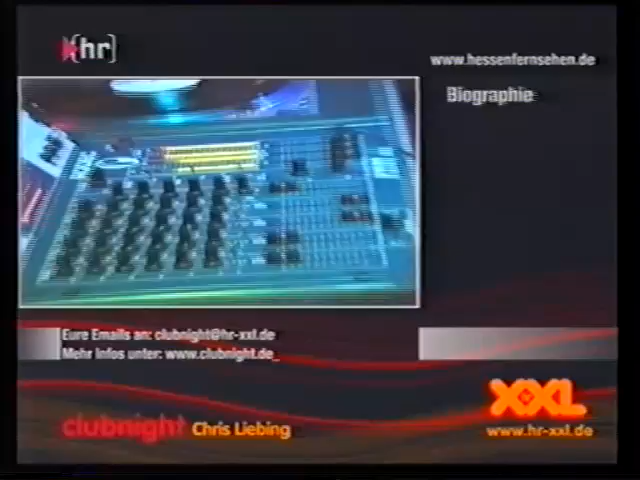 hr
www.hessenfernsehen.de
Biographie
Eure Emails an: clubnight@hr-xxl.de
Mehr Infos unter: www.clubnight.de_
XXL
clubnight Chris Liebing
www.hr-xxl.de